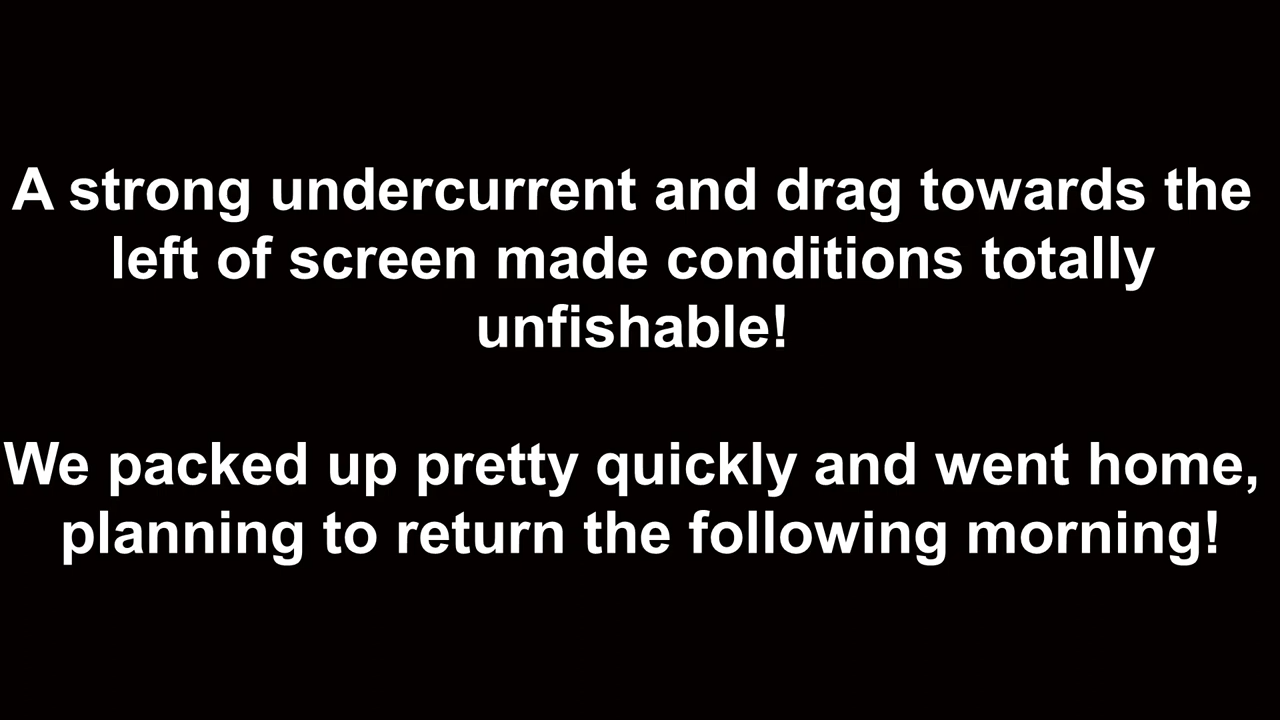 A strong undercurrent and drag towards the
left of screen made conditions totally
unfishable!
We packed up pretty quickly and went home,
planning to return the following morning!